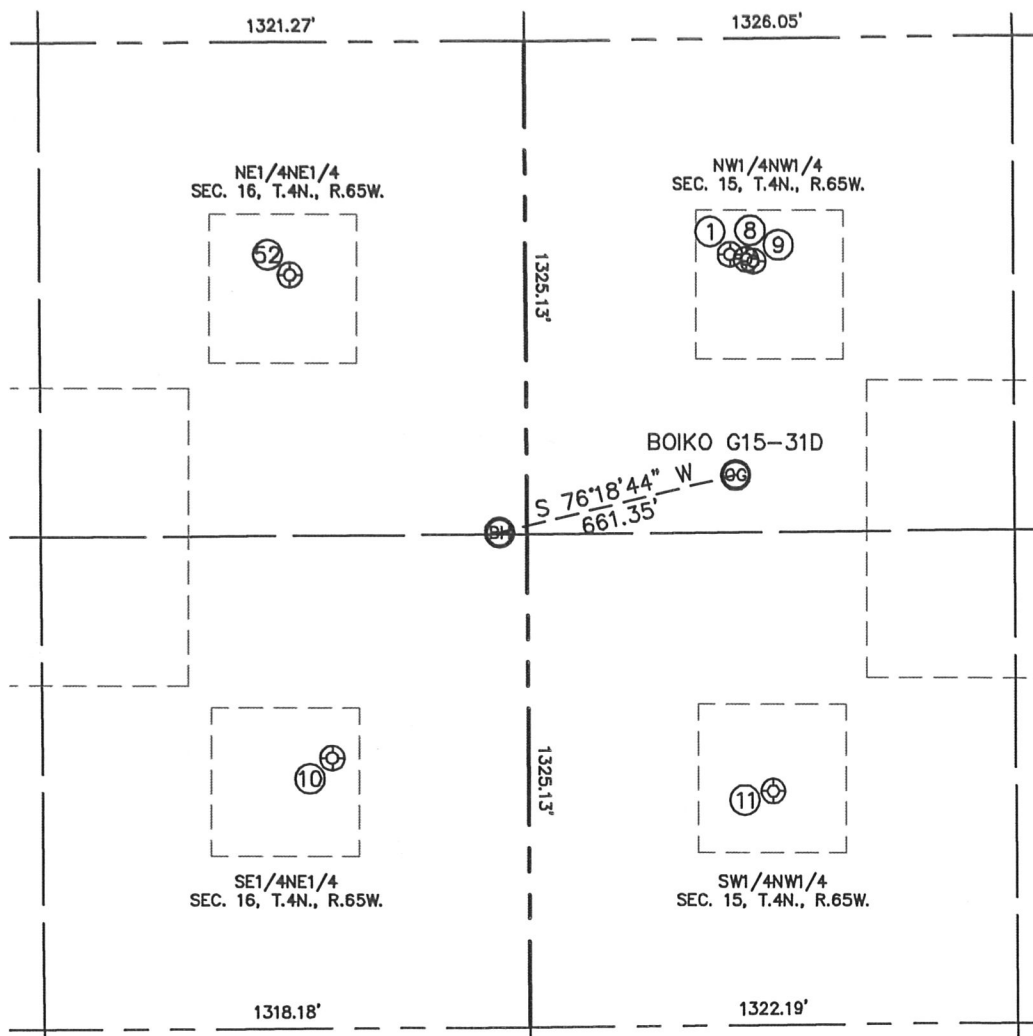 1321.27'
1326.05'
NE1/4NE1/4
SEC. 16, T.4N., R.65W.
NW1/4NW1/4
SEC. 15, T.4N., R.65W.
52
1
8
9
1325.13'
BOIKO G15-31D
OG
S 76°18'44" W
661.35'
BH
1325.13'
10
11
SE1/4NE1/4
SEC. 16, T.4N., R.65W.
SW1/4NW1/4
SEC. 15, T.4N., R.65W.
1318.18'
1322.19'